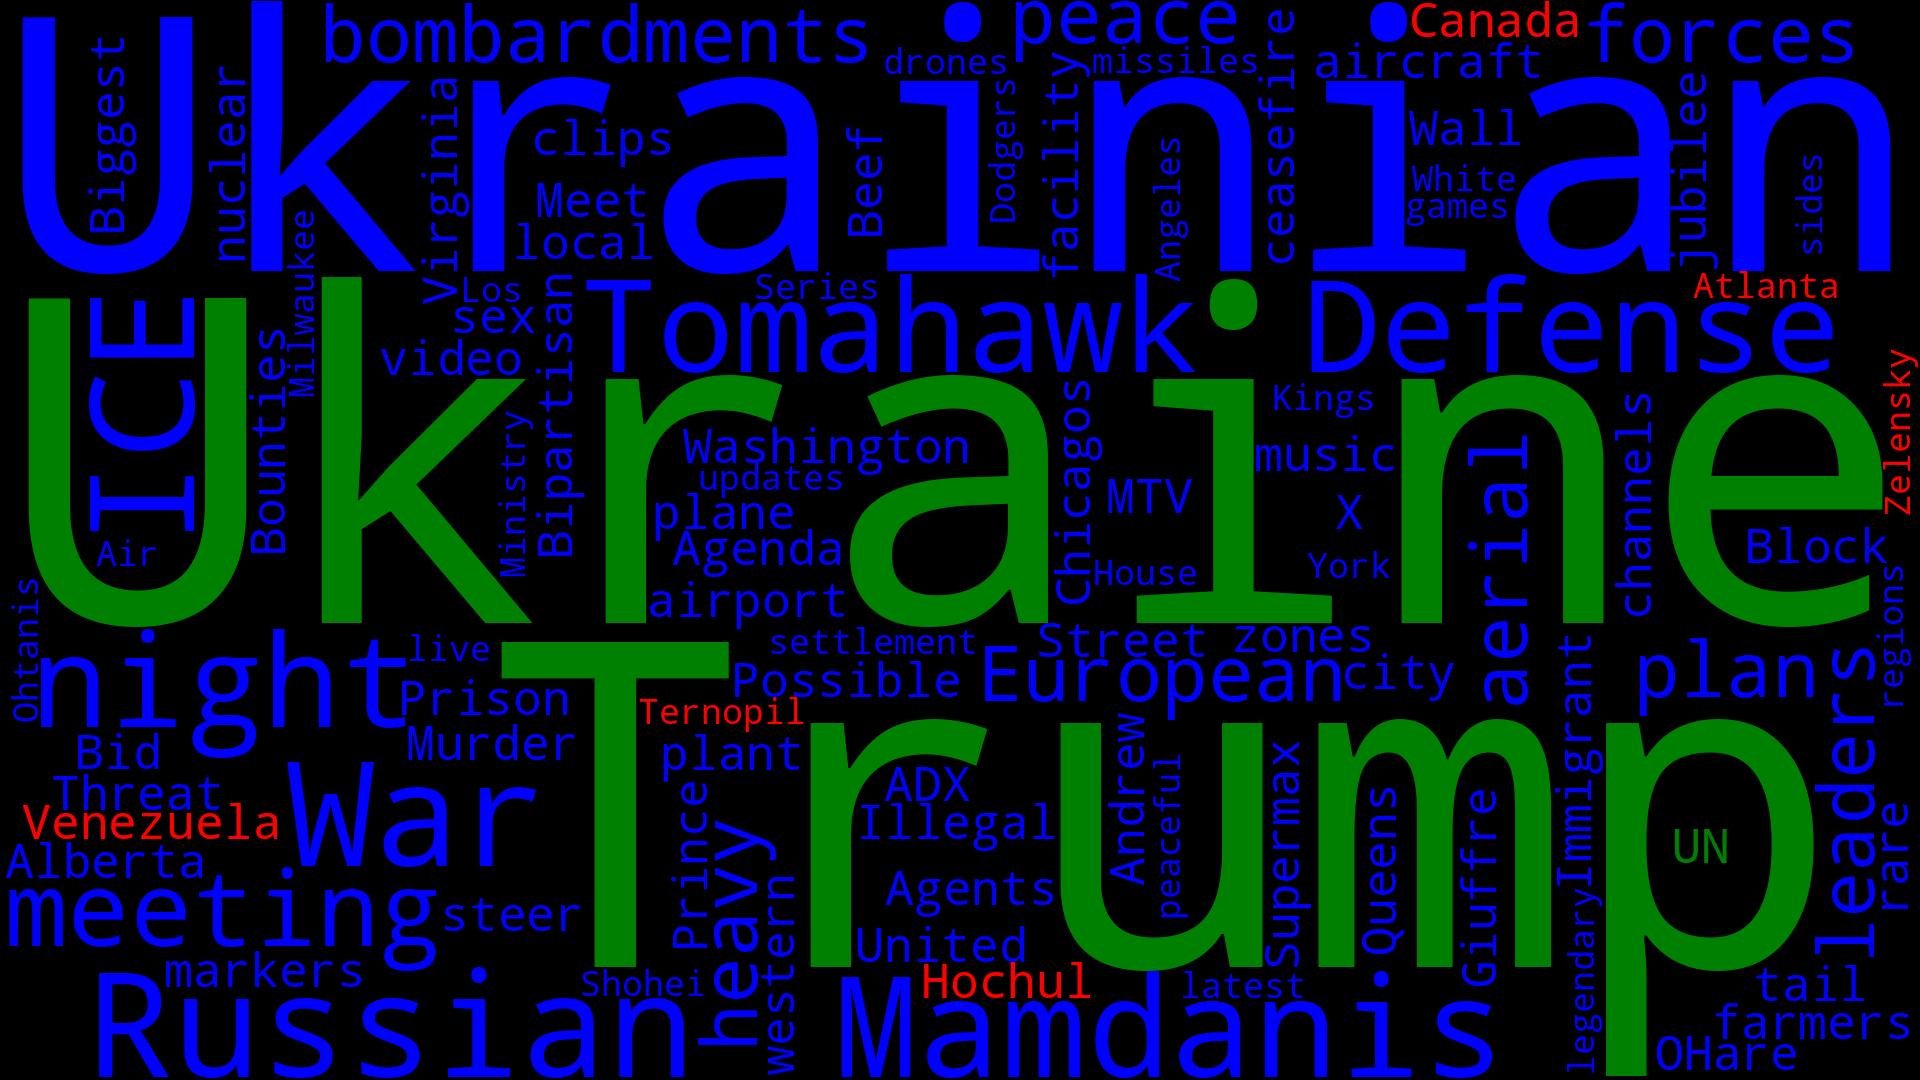 Ukrainian
bombardments
peace
Canada
forces
Biggest
nuclear
Virginia
clips
Meet
local
Beef
drones
Dodgers
facility
missiles
Angeles
ceasefire
aircraft
Wall
White
games
jubilee
sides
Milwaukee
Los
sex
video
Series
Tomahawk
Defense
Atlanta
Ukraine
ICE
Air
Bounties
Ministry
Bipartisan
Washington
updates
plane
Agenda
airport
Chicagos
MTV
House
Kings
music
X
York
aerial
channels
Block
Zelensky
regions
Ohtanis
night
live
Prison
Murder
settlement
Possible
Street
zones
European
city
plan
Immigrant
leaders
Trump
Ternopil
plant
Bid
Threat
Venezuela
War
Alberta
meeting
steer
markers
Prince
heavy
western
ADX
Illegal
Agents
United
Andrew
peaceful
Supermax
Queens
Giuffre
legendary
UN
rare
Russian
Shohei
Hochul
latest
Mamdanis
tail
farmers
OHare